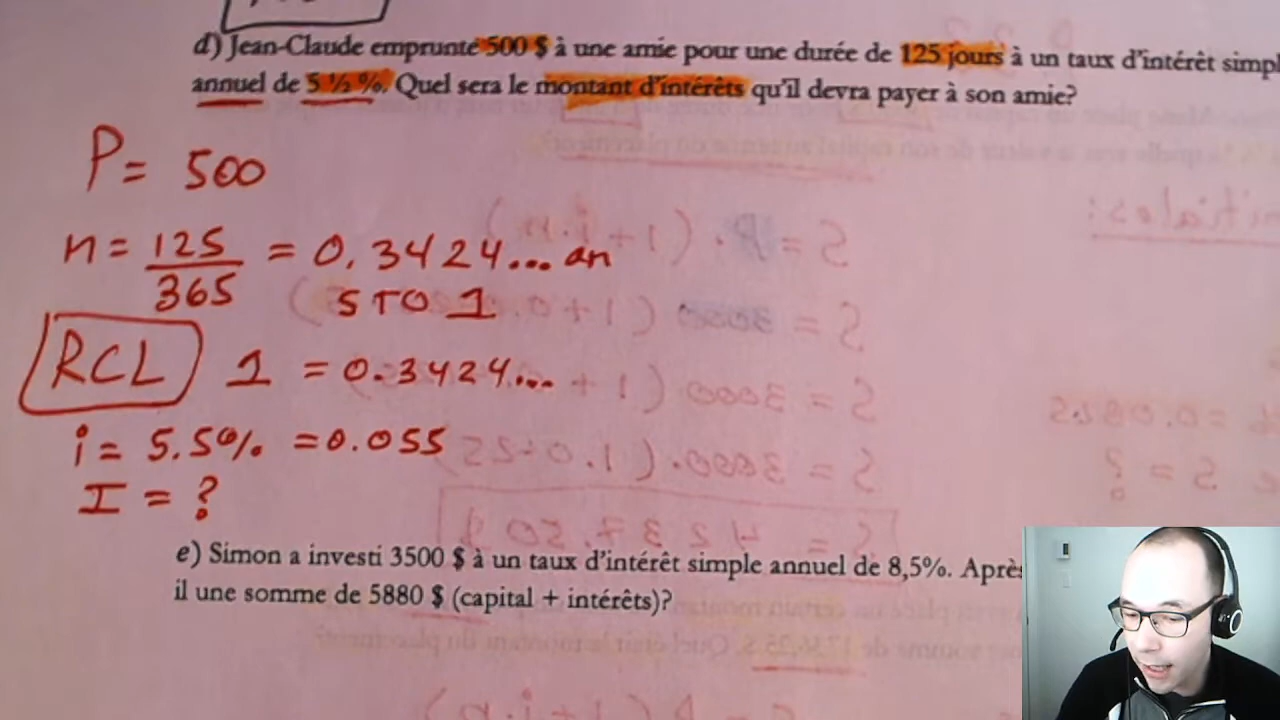 d) Jean-Claude emprunte 500 $ à une amie pour une durée de 125 jours à un taux d'intérêt simpl
annuel de 5 ½ %. Quel sera le montant d'intérêts qu'il devra payer à son amie?
P = 500
n = 125/365 = 0,3424... an
STO 1
RCL 1 = 0.3424...
i = 5.5% = 0.055
I = ?
e) Simon a investi 3500 $ à un taux d'intérêt simple annuel de 8,5%. Après
il une somme de 5880 $ (capital + intérêts)?